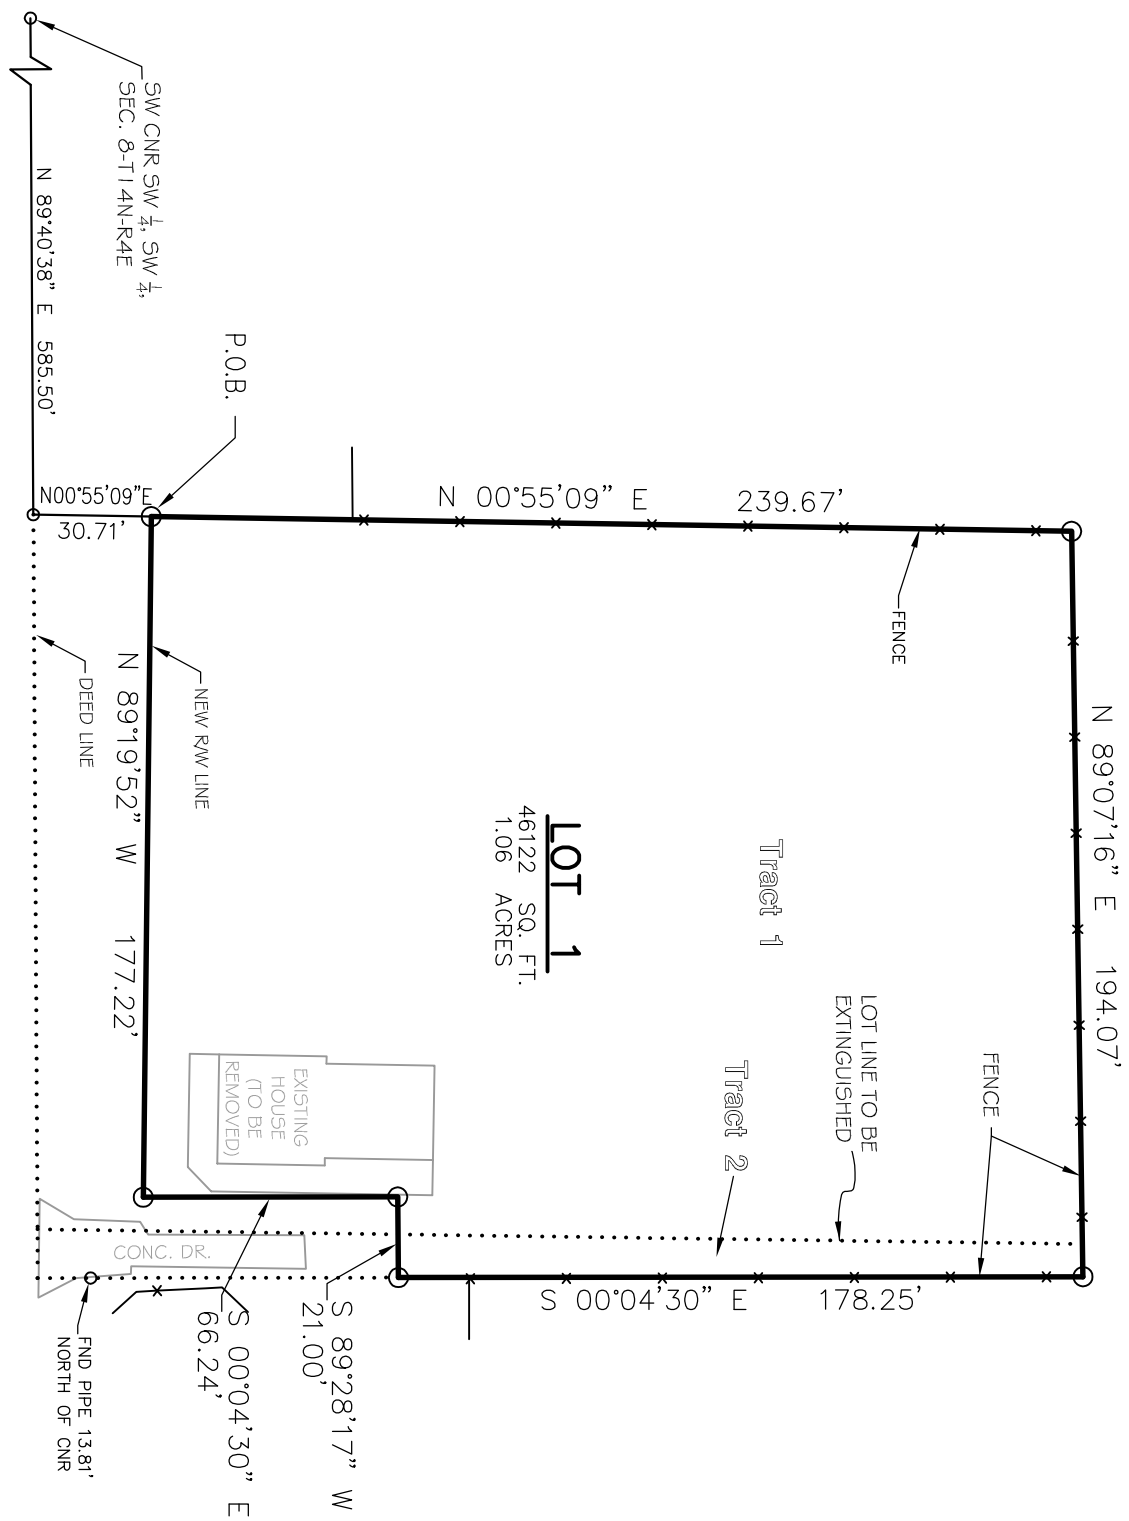 SW CNR SW 1/4, SW 1/4,
SEC. 8-T14N-R4E
N 89°40'38" E 585.50'
P.O.B.
N00°55'09"E
30.71'
N 00°55'09" E 239.67'
FENCE
N 89°07'16" E 194.07'
NEW R/W LINE
DEED LINE
N 89°19'52" W 177.22'
LOT 1
46122 SQ. FT.
1.06 ACRES
Tract 1
Tract 2
LOT LINE TO BE
EXTINGUISHED
FENCE
EXISTING
HOUSE
(TO BE
REMOVED)
CONC. DR.
S 00°04'30" E 178.25'
S 89°28'17" W
21.00'
S 00°04'30" E
66.24'
FND PIPE 13.81'
NORTH OF CNR